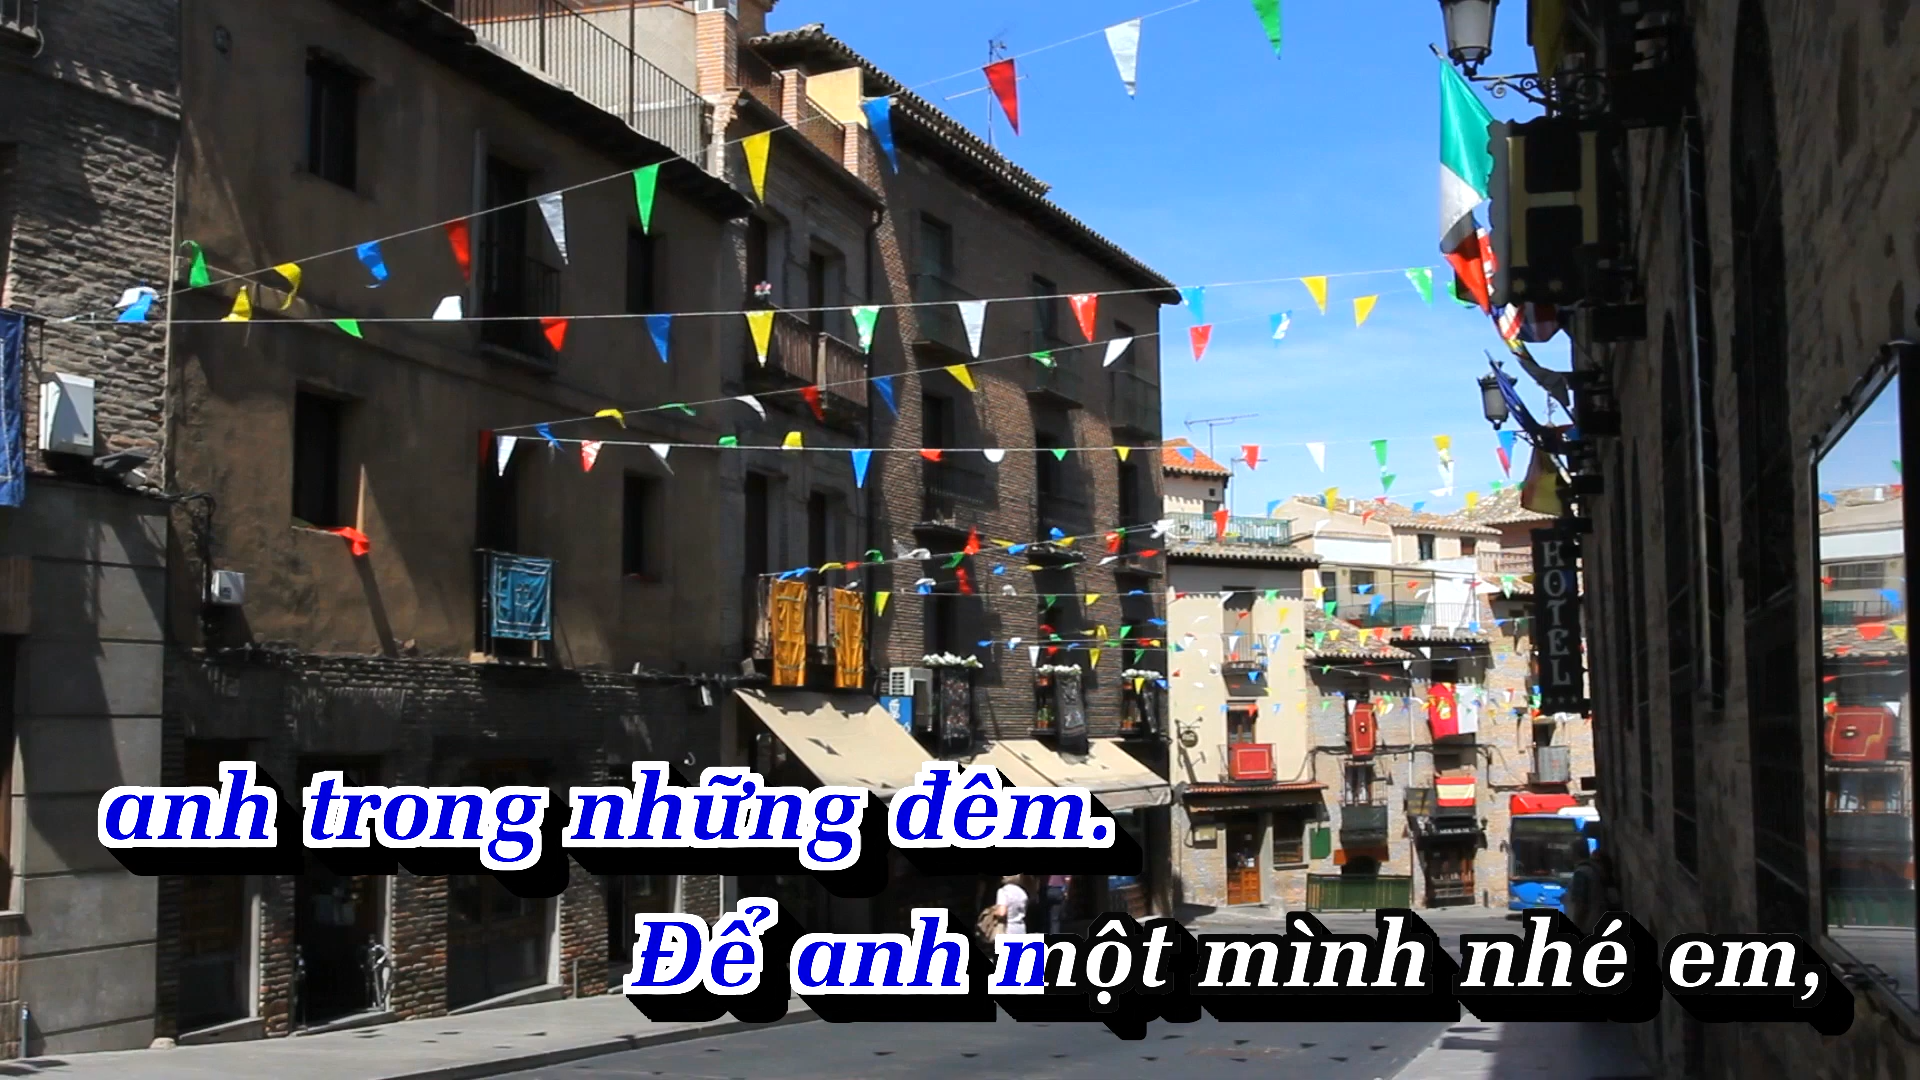 HOTEL
anh trong những đêm.
Để anh một mình nhé em,